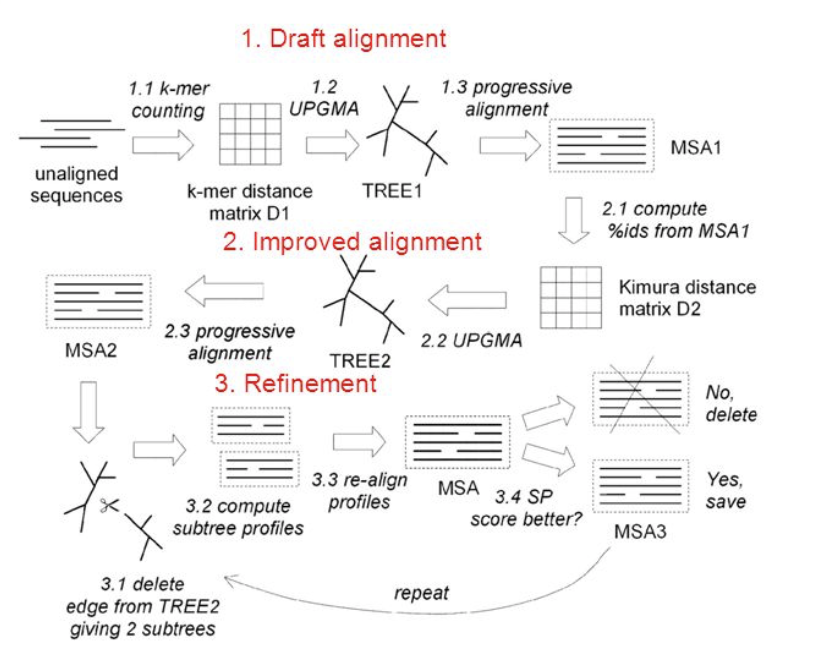 1. Draft alignment
1.1 k-mer
counting
1.2
UPGMA
1.3 progressive
alignment
unaligned
sequences
k-mer distance
matrix D1
TREE1
MSA1
2.1 compute
%ids from MSA1
2. Improved alignment
Kimura distance
matrix D2
2.2 UPGMA
TREE2
2.3 progressive
alignment
MSA2
3. Refinement
3.1 delete
edge from TREE2
giving 2 subtrees
3.2 compute
subtree profiles
3.3 re-align
profiles
MSA
3.4 SP
score better?
No,
delete
Yes,
save
MSA3
repeat